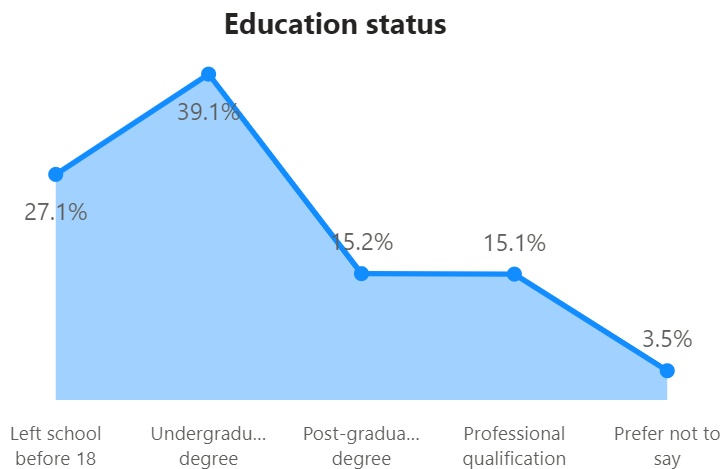 Education status
39.1%
27.1%
15.2%
15.1%
3.5%
Left school
before 18
Undergradu...
degree
Post-gradua...
degree
Professional
qualification
Prefer not to
say